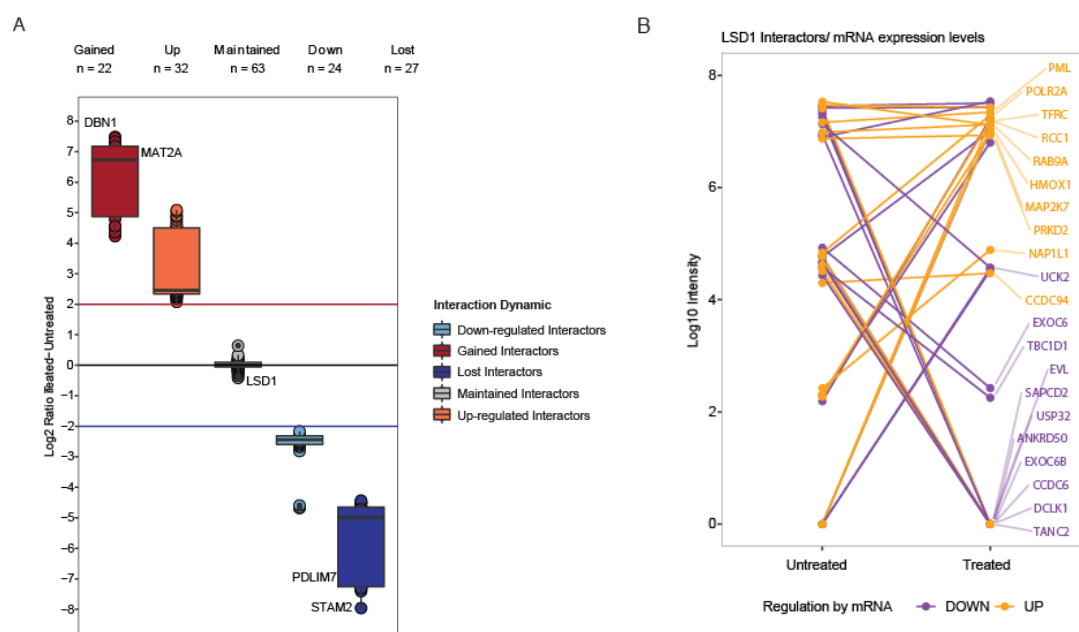 A
Gained Up Maintained Down Lost
n = 22 n = 32 n = 63 n = 24 n = 27
Log2 Ratio Treated-Untreated
8
7
6
5
4
3
2
0
−1
−2
−3
−4
−5
−6
−7
−8
DBN1
MAT2A
LSD1
PDLIM7
STAM2
Interaction Dynamic
Down-regulated Interactors
Gained Interactors
Lost Interactors
Maintained Interactors
Up-regulated Interactors
B
LSD1 Interactors/ mRNA expression levels
Log10 Intensity
8
6
4
2
0
PML
POLR2A
TFRC
RCC1
RAB9A
HMOX1
MAP2K7
PRKD2
NAP1L1
UCK2
CCDC94
EXOC6
TBC1D1
EVL
SAPCD2
USP32
ANKRD50
EXOC6B
CCDC6
DCLK1
TANC2
Untreated Treated
Regulation by mRNA DOWN UP